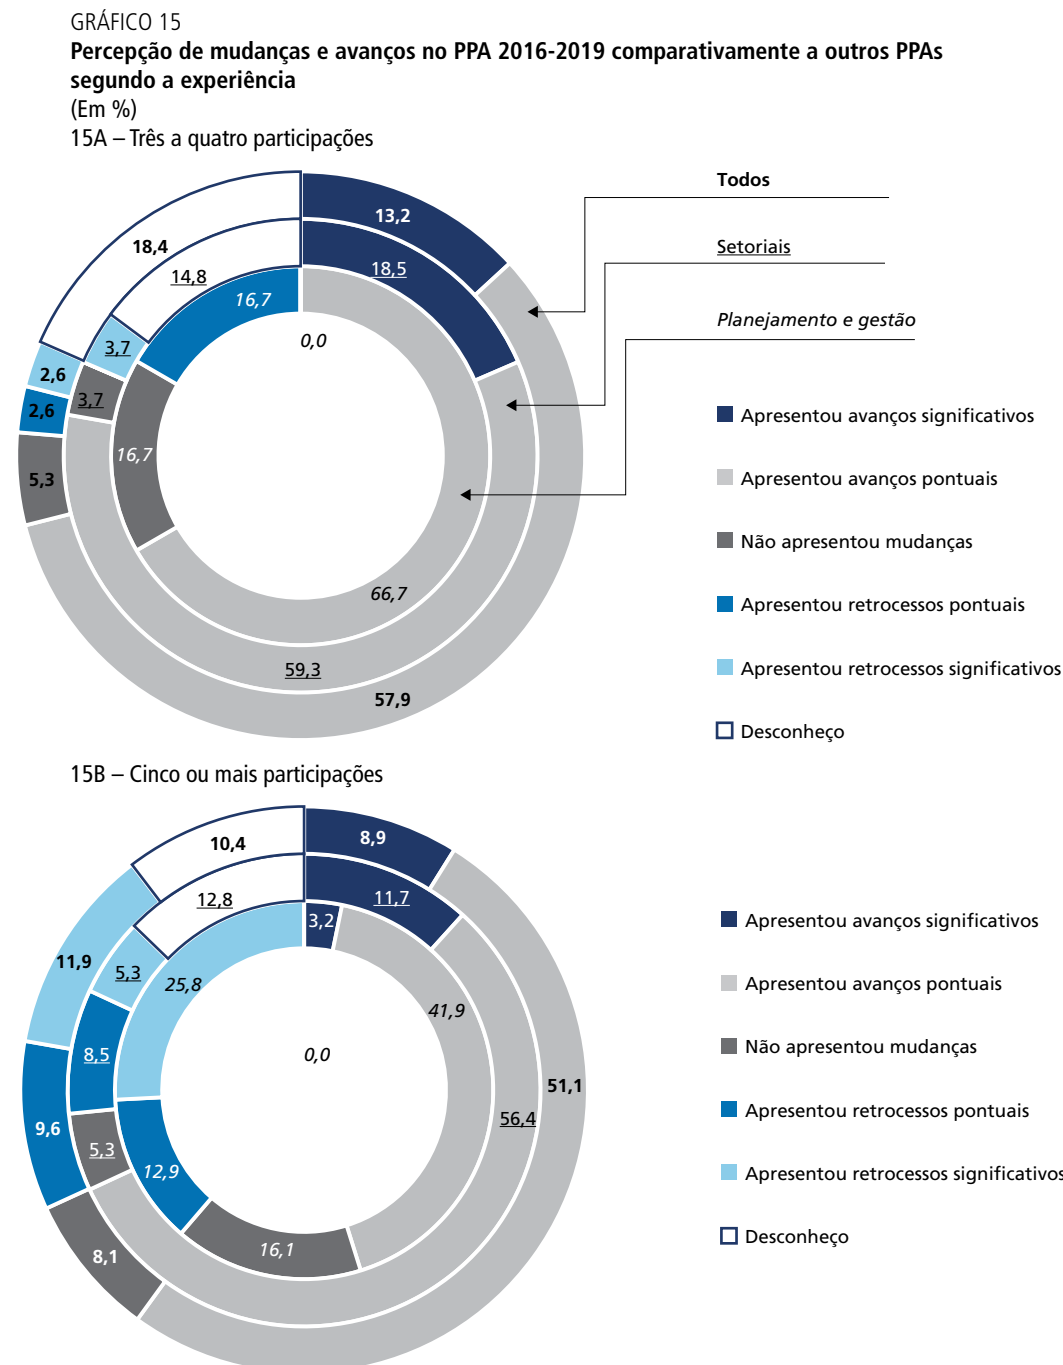 GRÁFICO 15
Percepção de mudanças e avanços no PPA 2016-2019 comparativamente a outros PPAs
segundo a experiência
(Em %)
15A – Três a quatro participações
Todos
Setoriais
Planejamento e gestão
13,2
18,5
18,4
14,8
16,7
0,0
3,7
2,6
3,7
2,6
16,7
5,3
66,7
59,3
57,9
Apresentou avanços significativos
Apresentou avanços pontuais
Não apresentou mudanças
Apresentou retrocessos pontuais
Apresentou retrocessos significativos
Desconheço
15B – Cinco ou mais participações
10,4
8,9
12,8
11,7
3,2
11,9
5,3
25,8
41,9
0,0
8,5
51,1
56,4
9,6
5,3
12,9
16,1
8,1
Apresentou avanços significativos
Apresentou avanços pontuais
Não apresentou mudanças
Apresentou retrocessos pontuais
Apresentou retrocessos significativos
Desconheço